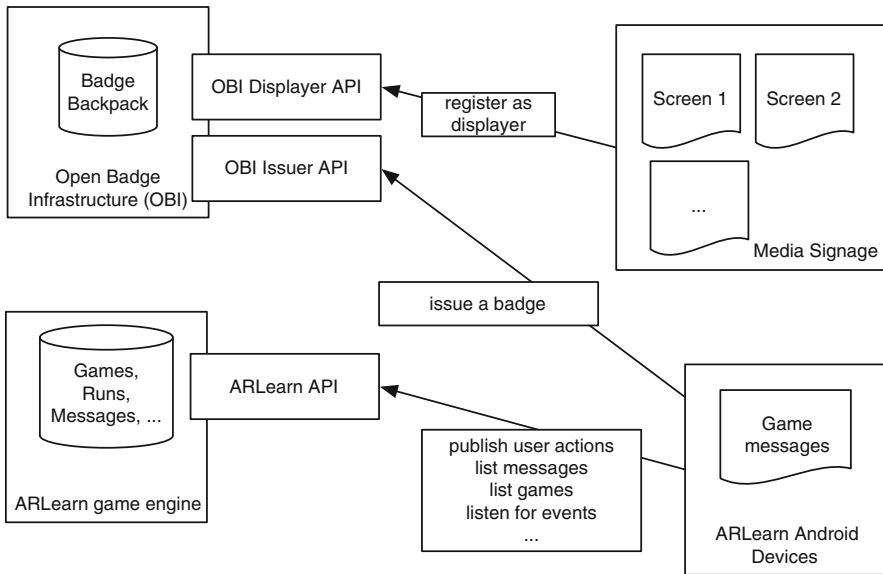 Badge
Backpack
Open Badge
Infrastructure (OBI)
OBI Displayer API
OBI Issuer API
register as
displayer
Screen 1
Screen 2
...
Media Signage
issue a badge
Games,
Runs,
Messages, ...
ARLearn game engine
ARLearn API
publish user actions
list messages
list games
listen for events
...
Game
messages
ARLearn Android
Devices